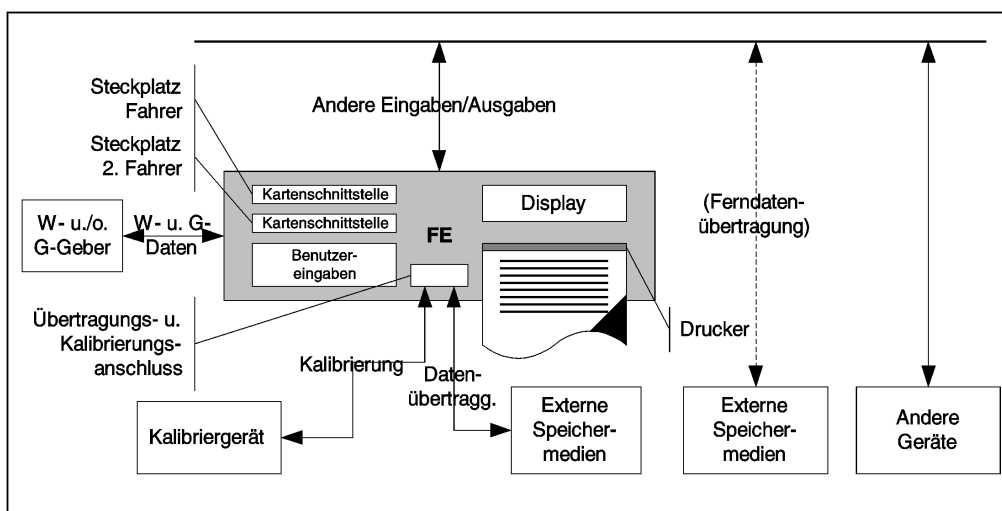 Steckplatz
Fahrer
Steckplatz
2. Fahrer
Andere Eingaben/Ausgaben
(Ferndaten-
übertragung)
W- u./o.
G-Geber
W- u. G-
Daten
Kartenschnittstelle
Kartenschnittstelle
Benutzer-
eingaben
FE
Display
Drucker
Übertragungs- u.
Kalibrierungs-
anschluss
Kalibrierung
Daten-
übertragg.
Kalibriergerät
Externe
Speicher-
medien
Externe
Speicher-
medien
Andere
Geräte